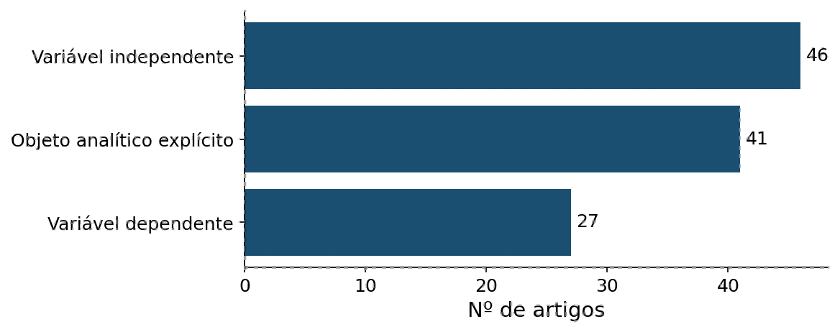 Variável independente
46
Objeto analítico explícito
41
Variável dependente
27
0 10 20 30 40
Nº de artigos